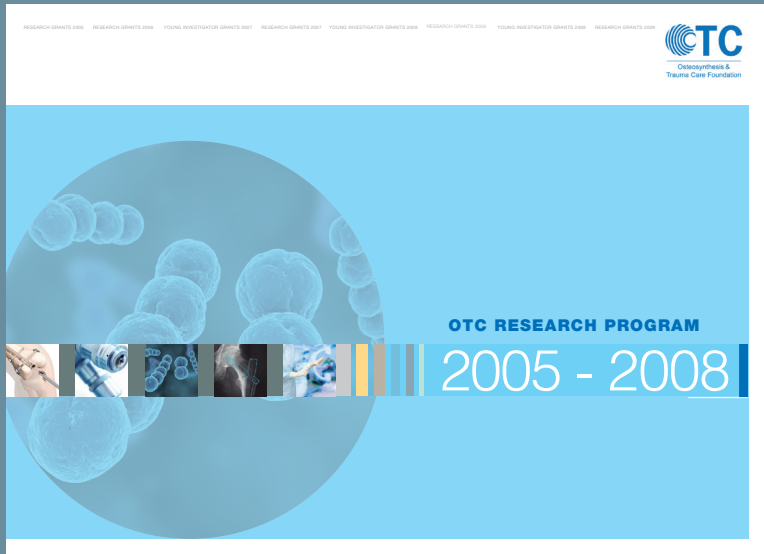 RESEARCH GRANTS 2005 RESEARCH GRANTS 2006 YOUNG INVESTIGATOR GRANTS 2007 RESEARCH GRANTS 2007 YOUNG INVESTIGATOR GRANTS 2008 RESEARCH GRANTS 2008 YOUNG INVESTIGATOR GRANTS 2009 RESEARCH GRANTS 2009
OTC
Osteosynthesis &
Trauma Care Foundation
OTC RESEARCH PROGRAM
2005 - 2008